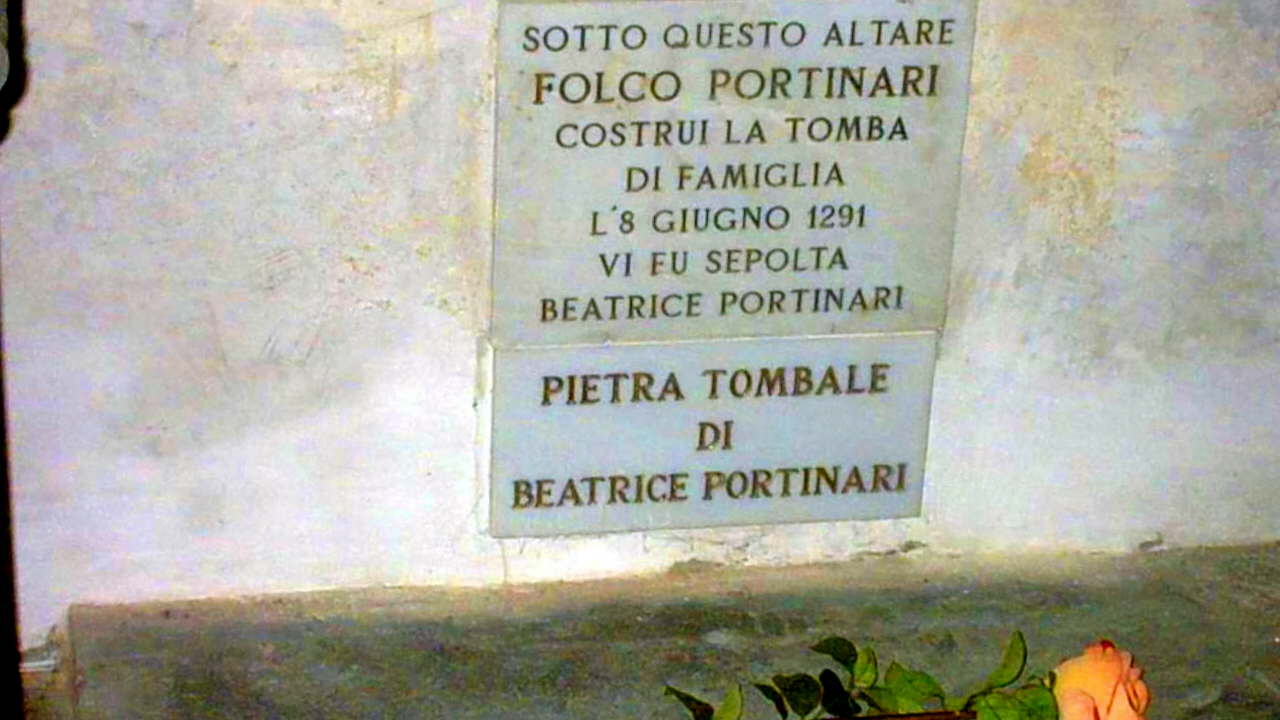 SOTTO QUESTO ALTARE
FOLCO PORTINARI
COSTRUI LA TOMBA
DI FAMIGLIA
L'8 GIUGNO 1291
VI FU SEPOLTA
BEATRICE PORTINARI
PIETRA TOMBALE
DI
BEATRICE PORTINARI